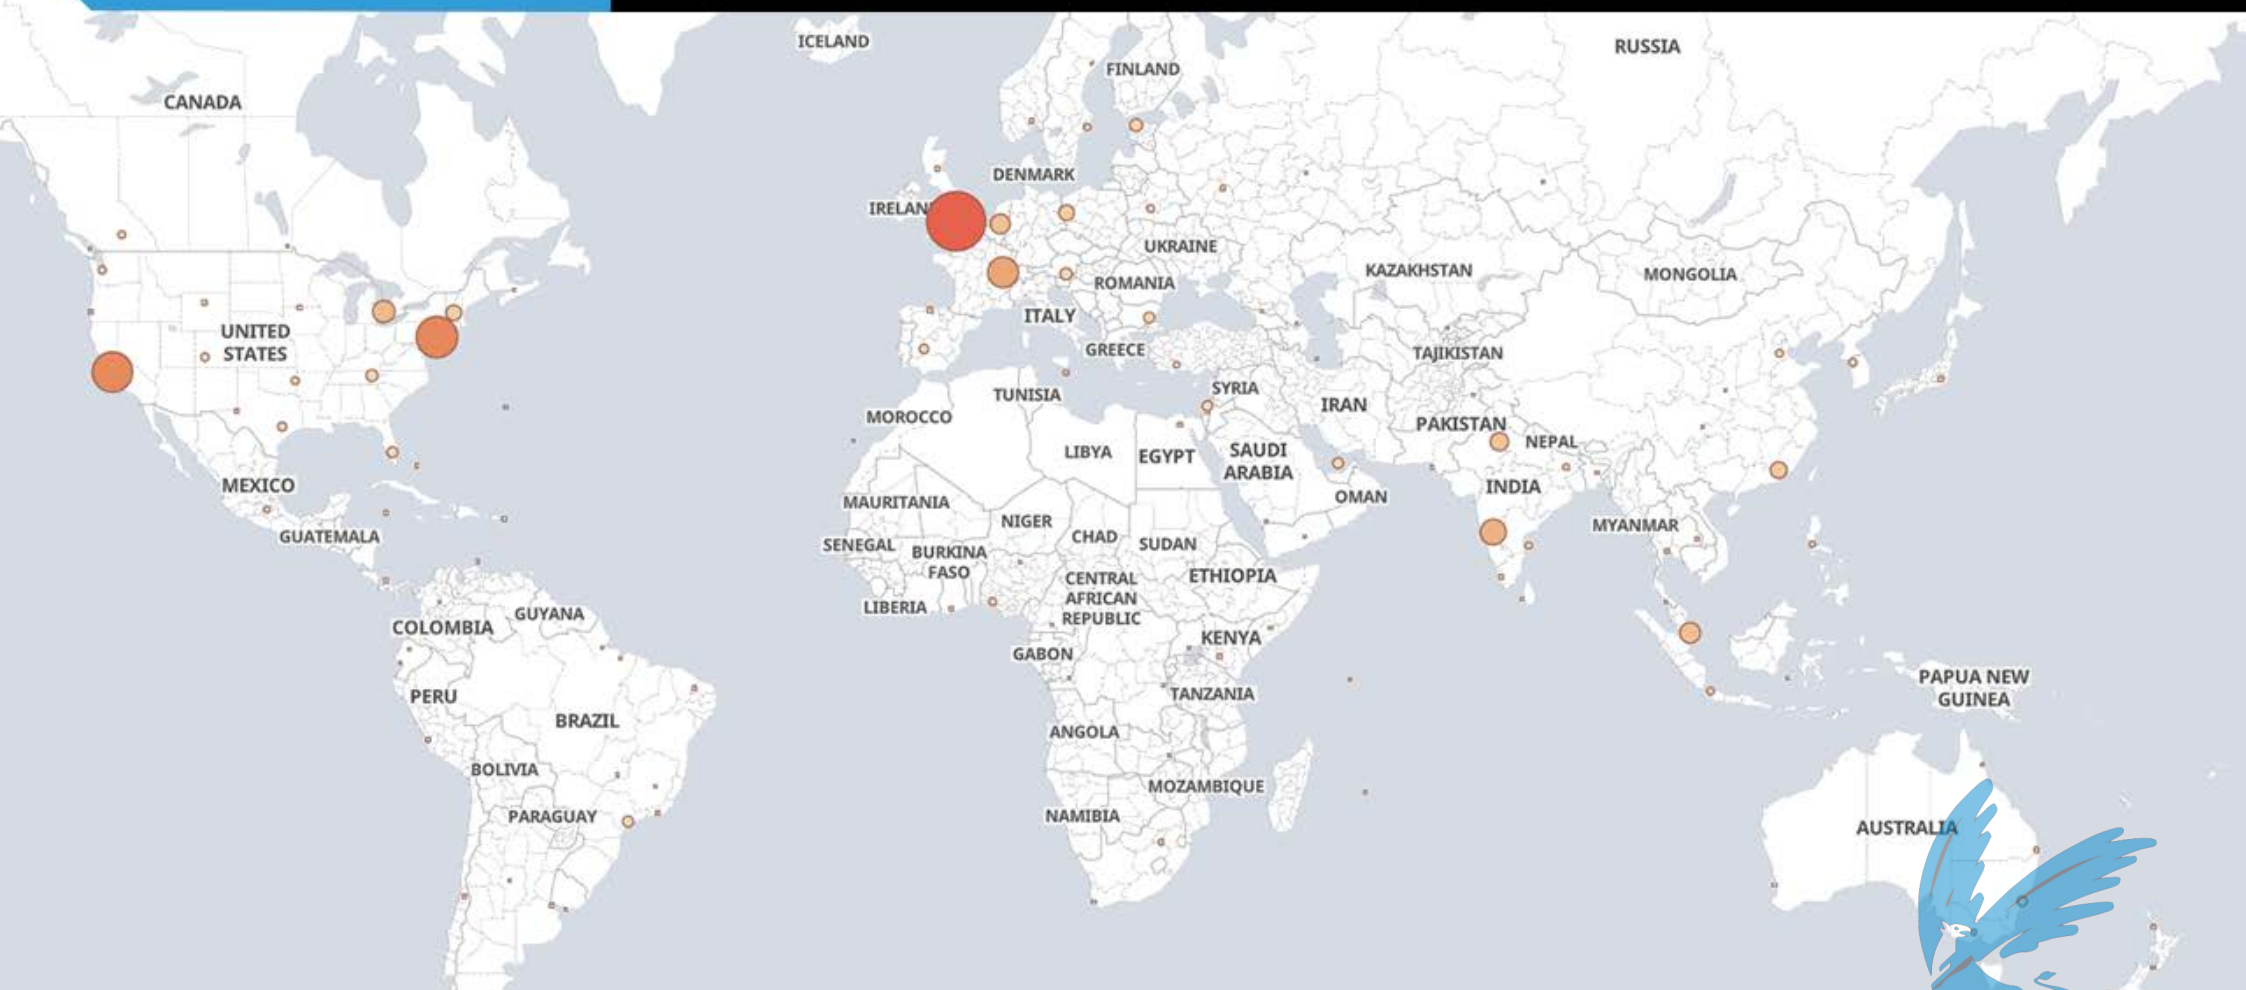 ICELAND
RUSSIA
FINLAND
CANADA
DENMARK
IRELAN
UKRAINE
KAZAKHSTAN
MONGOLIA
ROMANIA
ITALY
UNITED
STATES
GREECE
TAJIKISTAN
SYRIA
TUNISIA
IRAN
MOROCCO
PAKISTAN
NEPAL
LIBYA
EGYPT
SAUDI
ARABIA
MEXICO
INDIA
OMAN
MAURITANIA
NIGER
MYANMAR
GUATEMALA
CHAD
SENEGAL
SUDAN
BURKINA
FASO
ETHIOPIA
CENTRAL
AFRICAN
REPUBLIC
LIBERIA
GUYANA
COLOMBIA
KENYA
GABON
PAPUA NEW
GUINEA
TANZANIA
PERU
BRAZIL
ANGOLA
BOLIVIA
MOZAMBIQUE
PARAGUAY
NAMIBIA
AUSTRALIA